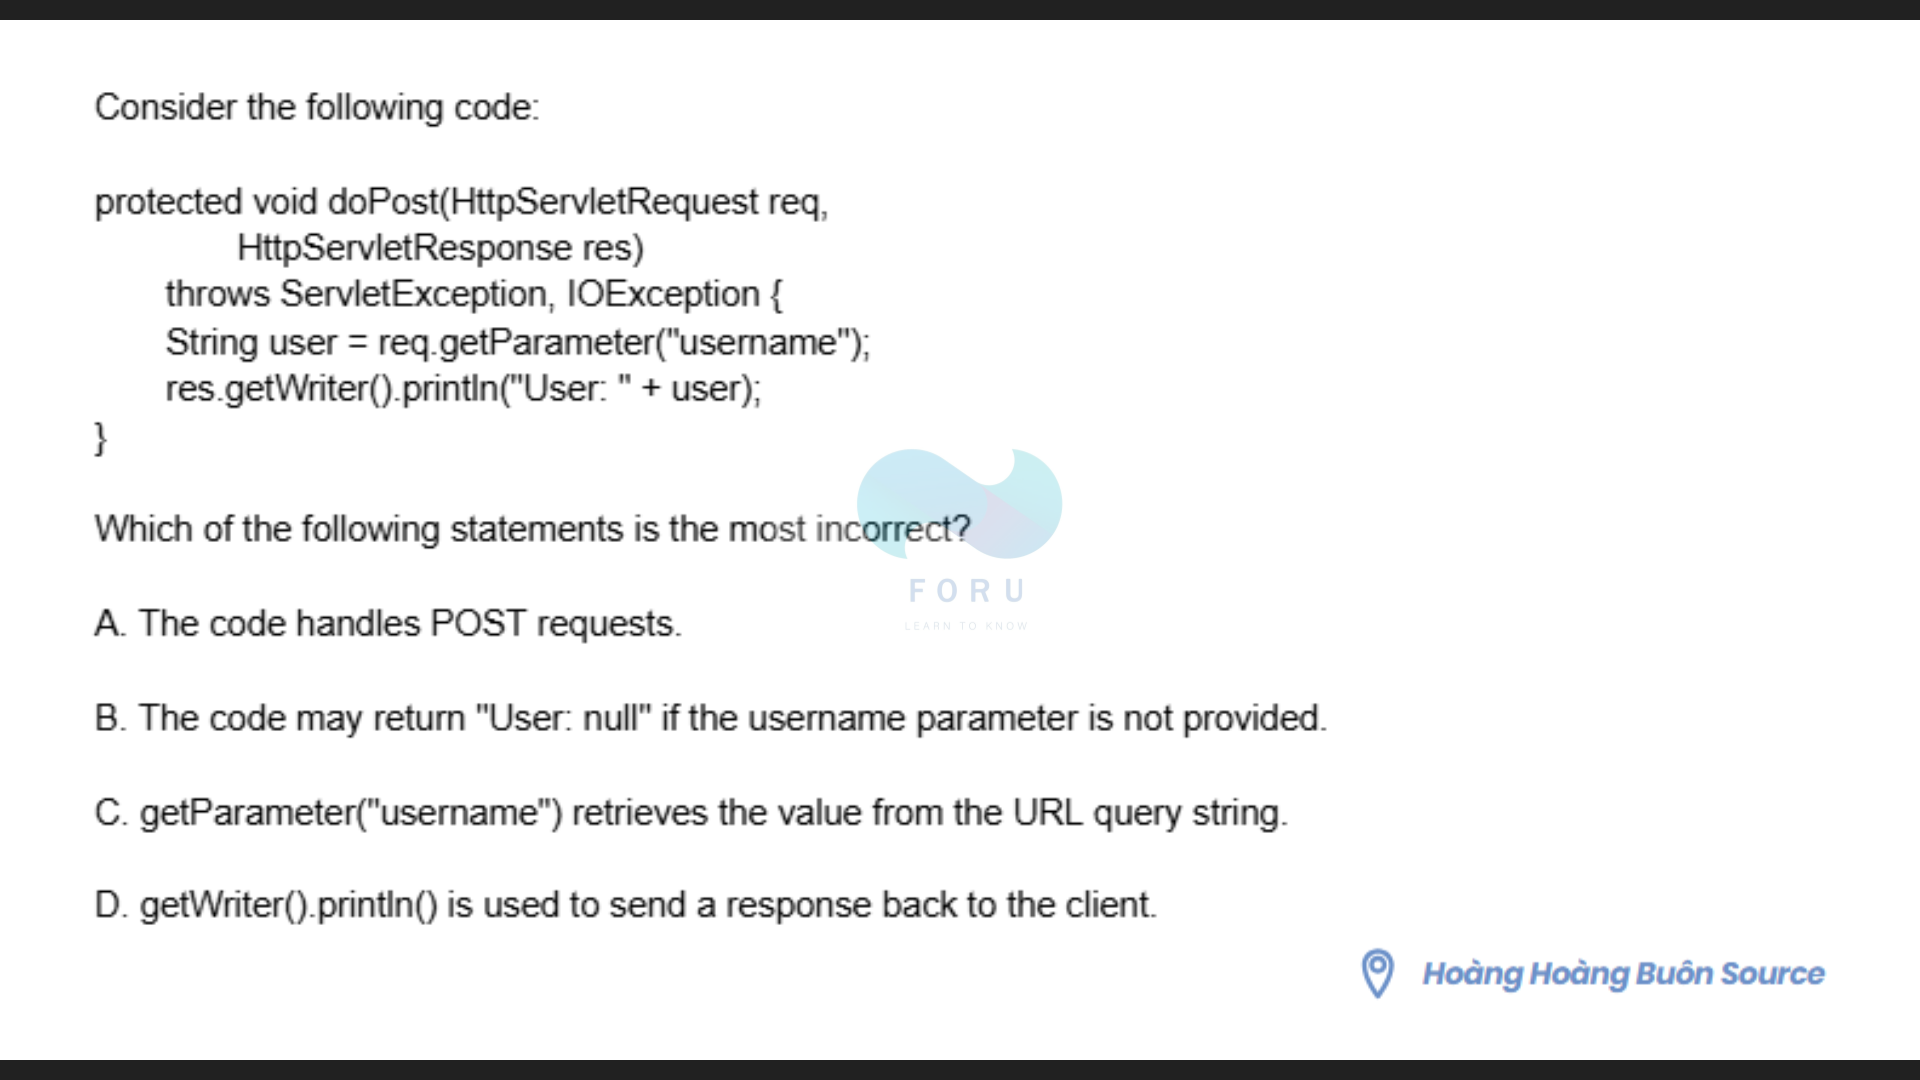 Consider the following code:
protected void doPost(HttpServletRequest req,
HttpServletResponse res)
throws ServletException, IOException {
String user = req.getParameter("username");
res.getWriter().println("User: " + user);
}
Which of the following statements is the most incorrect?
FORU
LEARN TO KNOW
A. The code handles POST requests.
B. The code may return "User: null" if the username parameter is not provided.
C. getParameter("username") retrieves the value from the URL query string.
D. getWriter().println() is used to send a response back to the client.
Hoàng Hoàng Buôn Source